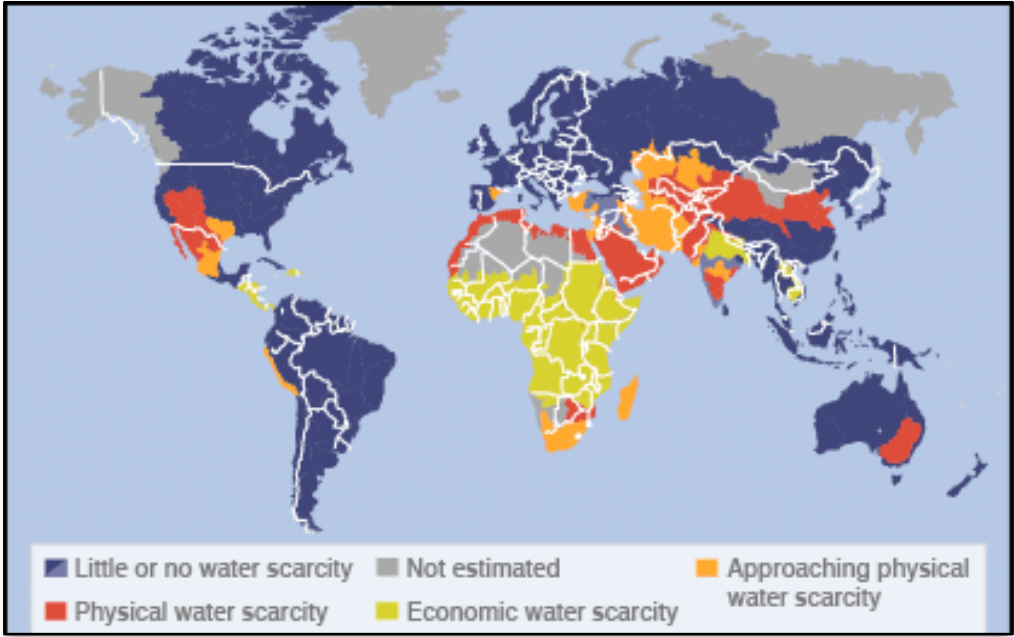 Little or no water scarcity
Not estimated
Approaching physical
water scarcity
Physical water scarcity
Economic water scarcity